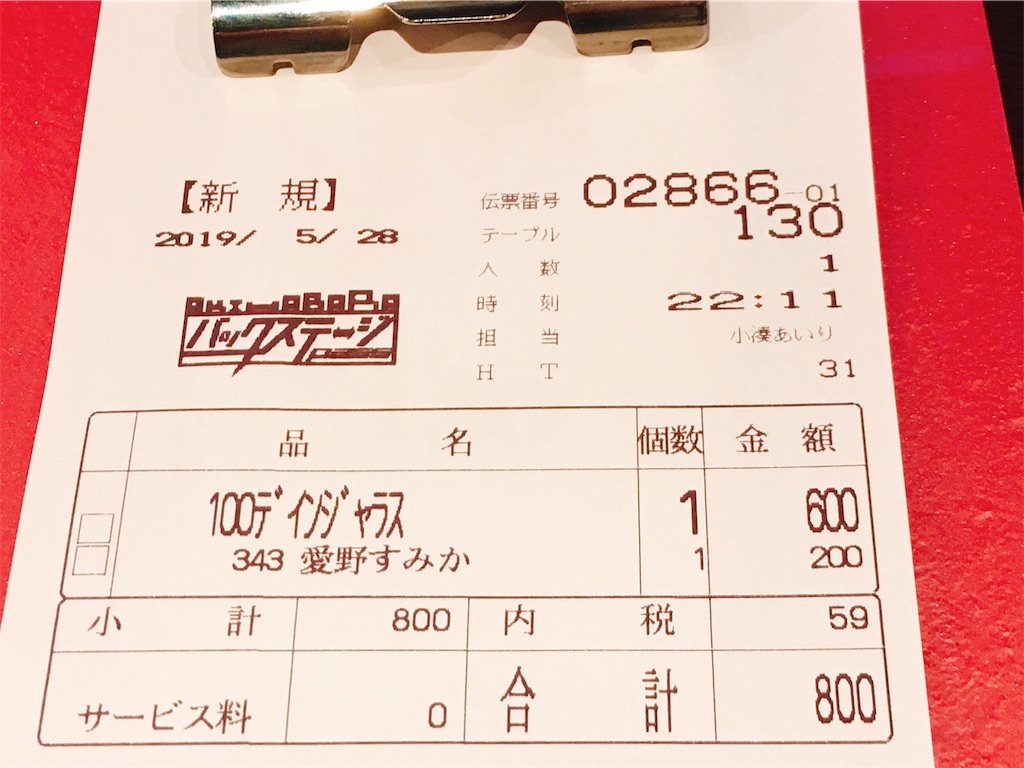 【新 規】
2019/ 5/ 28
AKIHABARA
バックステージ
伝票番号 02866-01
テーブル 130
人 数 1
時 刻 22:11
担 当 小湊あいり
H T 31
品 名 個数 金 額
100デインジャラス 1 600
343 愛野すみか 1 200
小 計 800 内 税 59
サービス料 0 合 計 800